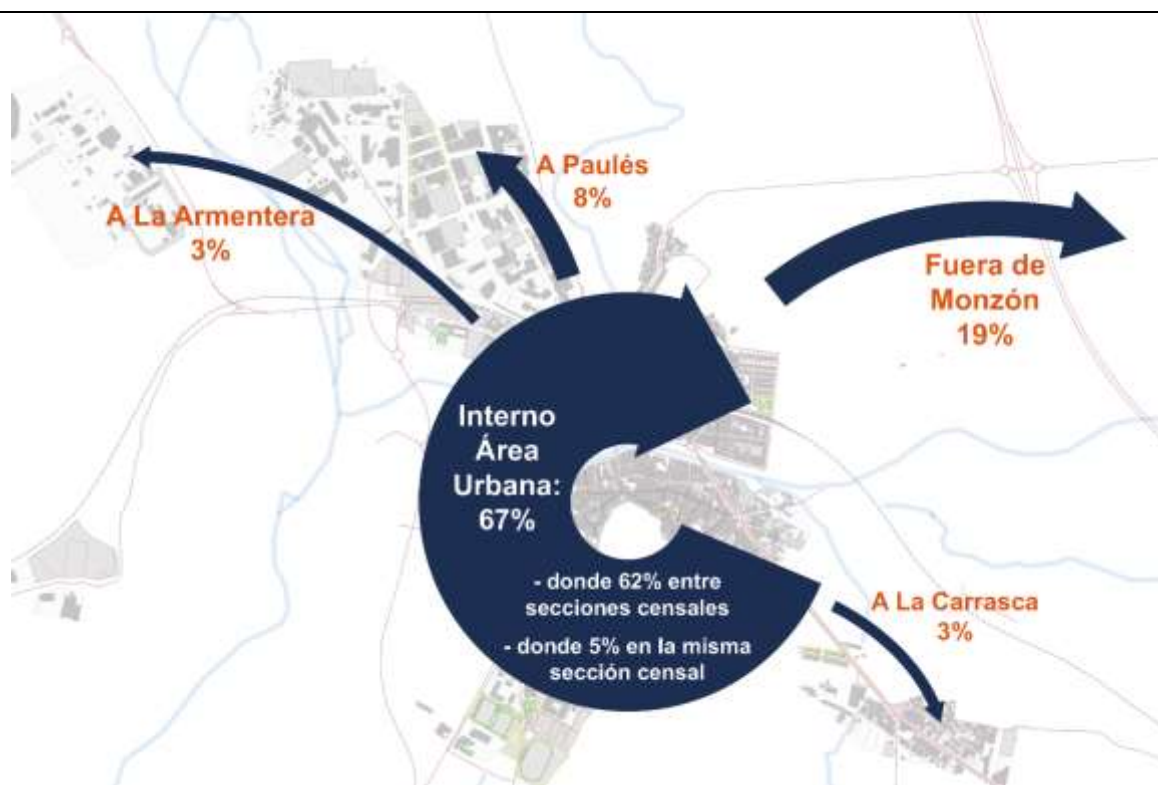 A Paulés
8%
A La Armentera
3%
Fuera de
Monzón
19%
Interno
Área
Urbana:
67%
- donde 62% entre
secciones censales
- donde 5% en la misma
sección censal
A La Carrasca
3%